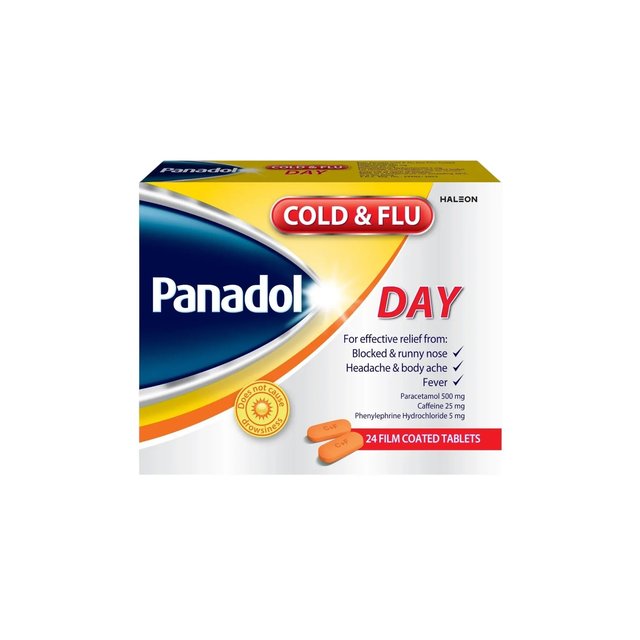 Panadol
COLD & FLU
DAY
COLD & FLU
HALEON
Panadol
DAY
For effective relief from:
Blocked & runny nose ✓
Headache & body ache ✓
Fever ✓
Paracetamol 500 mg
Caffeine 25 mg
Phenylephrine Hydrochloride 5 mg
Does not cause
drowsiness
C+F
C+F
24 FILM COATED TABLETS